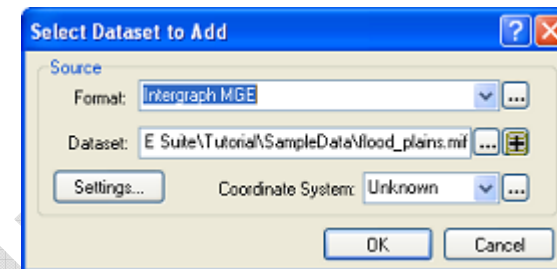 Select Dataset to Add
Source
Format: Intergraph MGE
Dataset: E Suite\Tutorial\SampleData\flood_plains.mif
Settings... Coordinate System: Unknown
OK Cancel